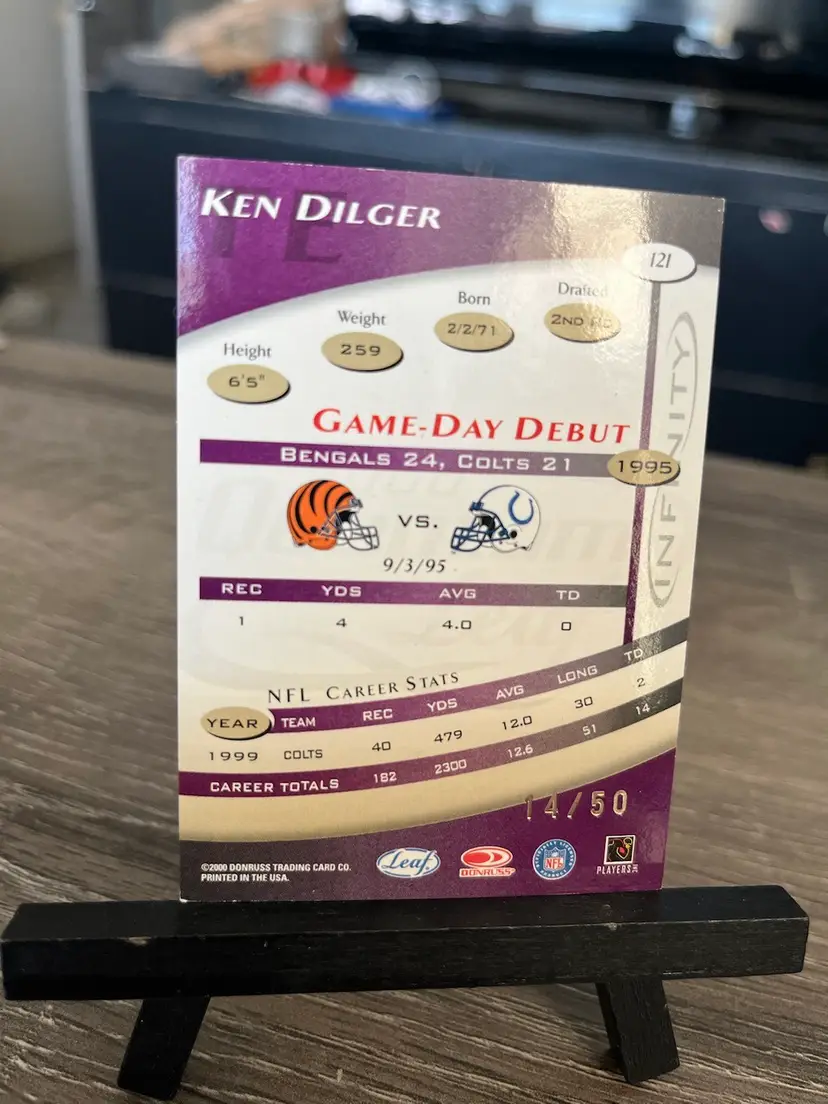 KEN DILGER
TE
121
Height
6'5"
Weight
259
Born
2/2/71
Drafted
2ND RD
INFINITY
GAME-DAY DEBUT
BENGALS 24, COLTS 21
1995
VS.
9/3/95
REC YDS AVG TD
1 4 4.0 0
NFL CAREER STATS
YEAR TEAM REC YDS AVG LONG TD
1999 COLTS 40 479 12.0 30 2
CAREER TOTALS 182 2300 12.6 51 14
14/50
©2000 DONRUSS TRADING CARD CO.
PRINTED IN THE USA.
Leaf
DONRUSS
NFL
PLAYERS INC